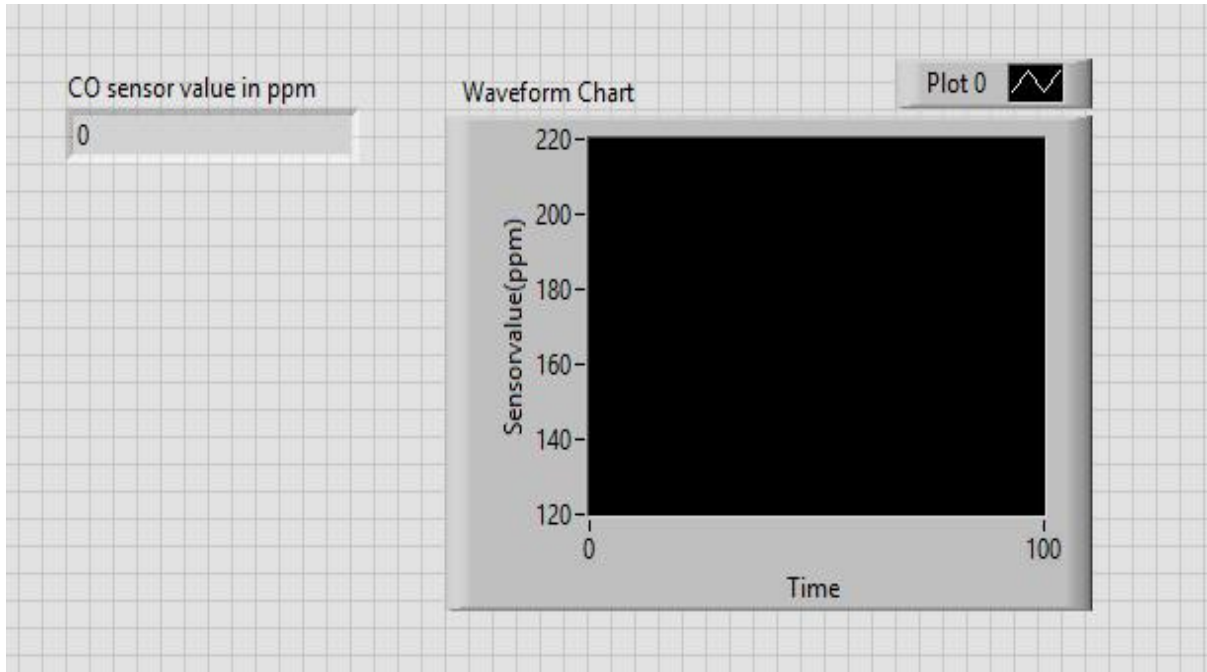 CO sensor value in ppm
0
Waveform Chart
Plot 0
220
200
180
160
140
120
Sensorvalue(ppm)
0
100
Time